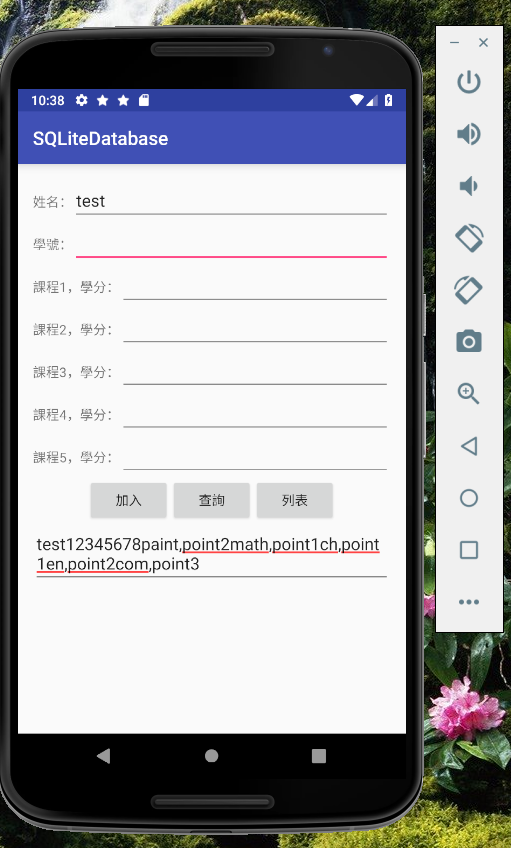 10:38
SQLiteDatabase
姓名： test
學號：
課程1，學分：
課程2，學分：
課程3，學分：
課程4，學分：
課程5，學分：
加入 查詢 列表
test12345678paint,point2math,point1ch,point
1en,point2com,point3